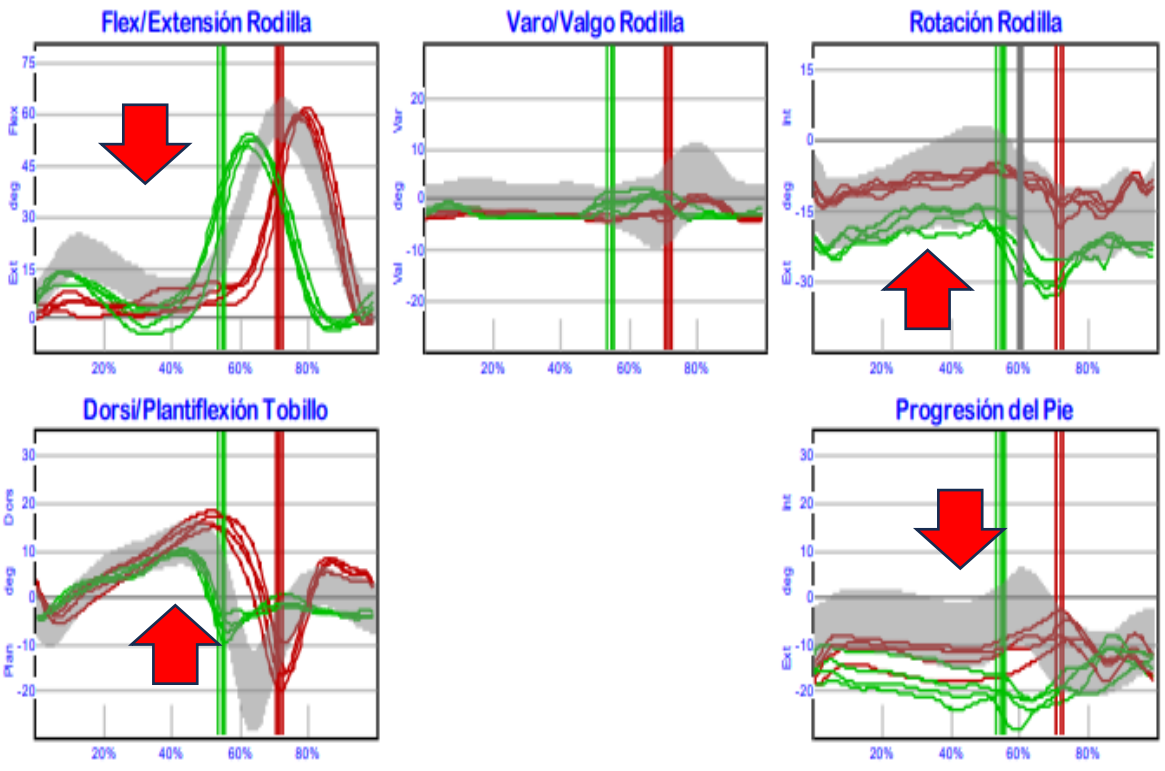 Flex/Extensión Rodilla
75
60
45
30
15
0
Flex
deg
Ext
20% 40% 60% 80%
Varo/Valgo Rodilla
20
10
0
-10
-20
Var
deg
Val
20% 40% 60% 80%
Rotación Rodilla
15
0
-15
-30
Int
deg
Ext
20% 40% 60% 80%
Dorsi/Plantiflexión Tobillo
30
20
10
0
-10
-20
Dors
deg
Plan
20% 40% 60% 80%
Progresión del Pie
30
20
10
0
-10
-20
Int
deg
Ext
20% 40% 60% 80%